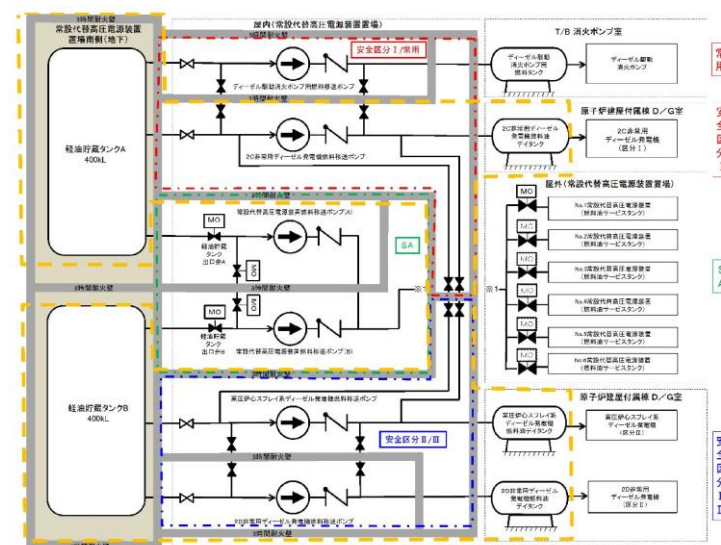 3時間耐火壁
常設代替高圧電源装置
置場南側(地下)
屋内(常設代替高圧電源装置置場)
3時間耐火壁
安全区分Ⅰ/常用
T/B 消火ポンプ室
ディーゼル駆動
消火ポンプ用
燃料タンク
ディーゼル駆動
消火ポンプ
ディーゼル駆動消火ポンプ用燃料移送ポンプ
3時間耐火壁
原子炉建屋付属棟 D/G室
軽油貯蔵タンクA
400kL
2C非常用ディーゼル発電機燃料移送ポンプ
2C非常用ディーゼル
発電機燃料油
デイタンク
2C非常用
ディーゼル発電機
(区分Ⅰ)
3時間耐火壁
常設代替高圧電源装置燃料移送ポンプ(A)
MO
軽油貯蔵
タンク
出口弁A
MO
SA
屋外(常設代替高圧電源装置置場)
MO
No.1常設代替高圧電源装置
(燃料油サービスタンク)
MO
No.2常設代替高圧電源装置
(燃料油サービスタンク)
MO
No.3常設代替高圧電源装置
(燃料油サービスタンク)
MO
No.4常設代替高圧電源装置
(燃料油サービスタンク)
MO
No.5常設代替高圧電源装置
(燃料油サービスタンク)
MO
No.6常設代替高圧電源装置
(燃料油サービスタンク)
3時間耐火壁
3時間耐火壁
※1
※1
MO
MO
軽油貯蔵
タンク
出口弁B
常設代替高圧電源装置燃料移送ポンプ(B)
3時間耐火壁
軽油貯蔵タンクB
400kL
高圧炉心スプレイ系ディーゼル発電機燃料移送ポンプ
安全区分Ⅱ/Ⅲ
原子炉建屋付属棟 D/G室
高圧炉心スプレイ系
ディーゼル発電機
燃料油デイタンク
高圧炉心スプレイ系
ディーゼル発電機
(区分Ⅲ)
3時間耐火壁
2D非常用ディーゼル発電機燃料移送ポンプ
2D非常用ディーゼル
発電機燃料油
デイタンク
2D非常用
ディーゼル発電機
(区分Ⅱ)
3時間耐火壁
常
用
安
全
区
分
S
A
安
全
区
分